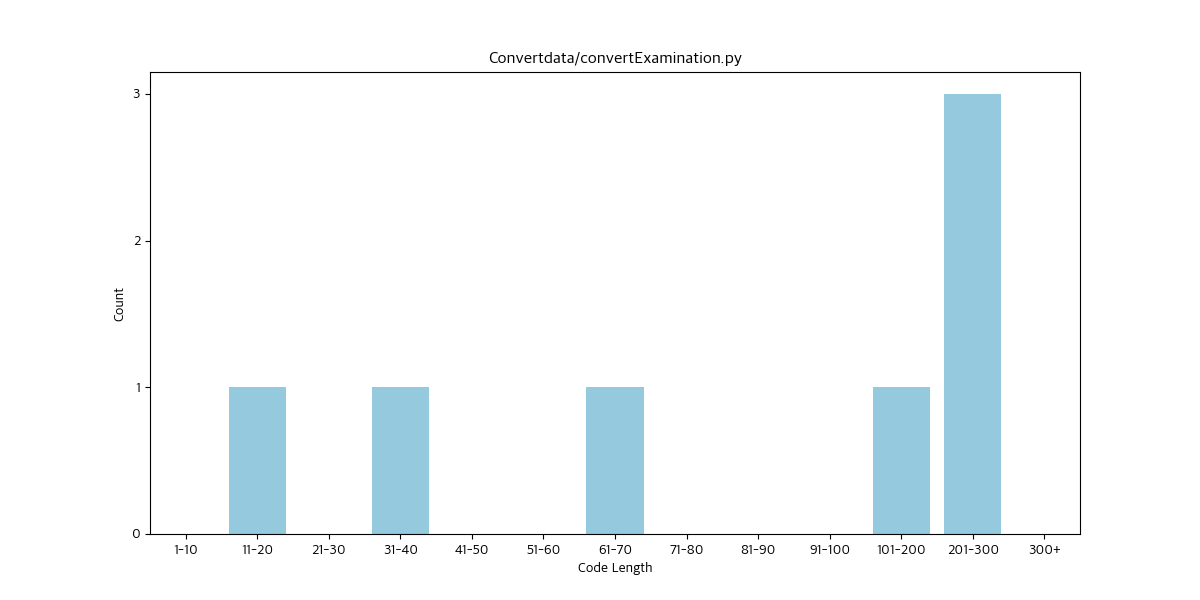 Convertdata/convertExamination.py
3
2
1
0
Count
1-10 11-20 21-30 31-40 41-50 51-60 61-70 71-80 81-90 91-100 101-200 201-300 300+
Code Length